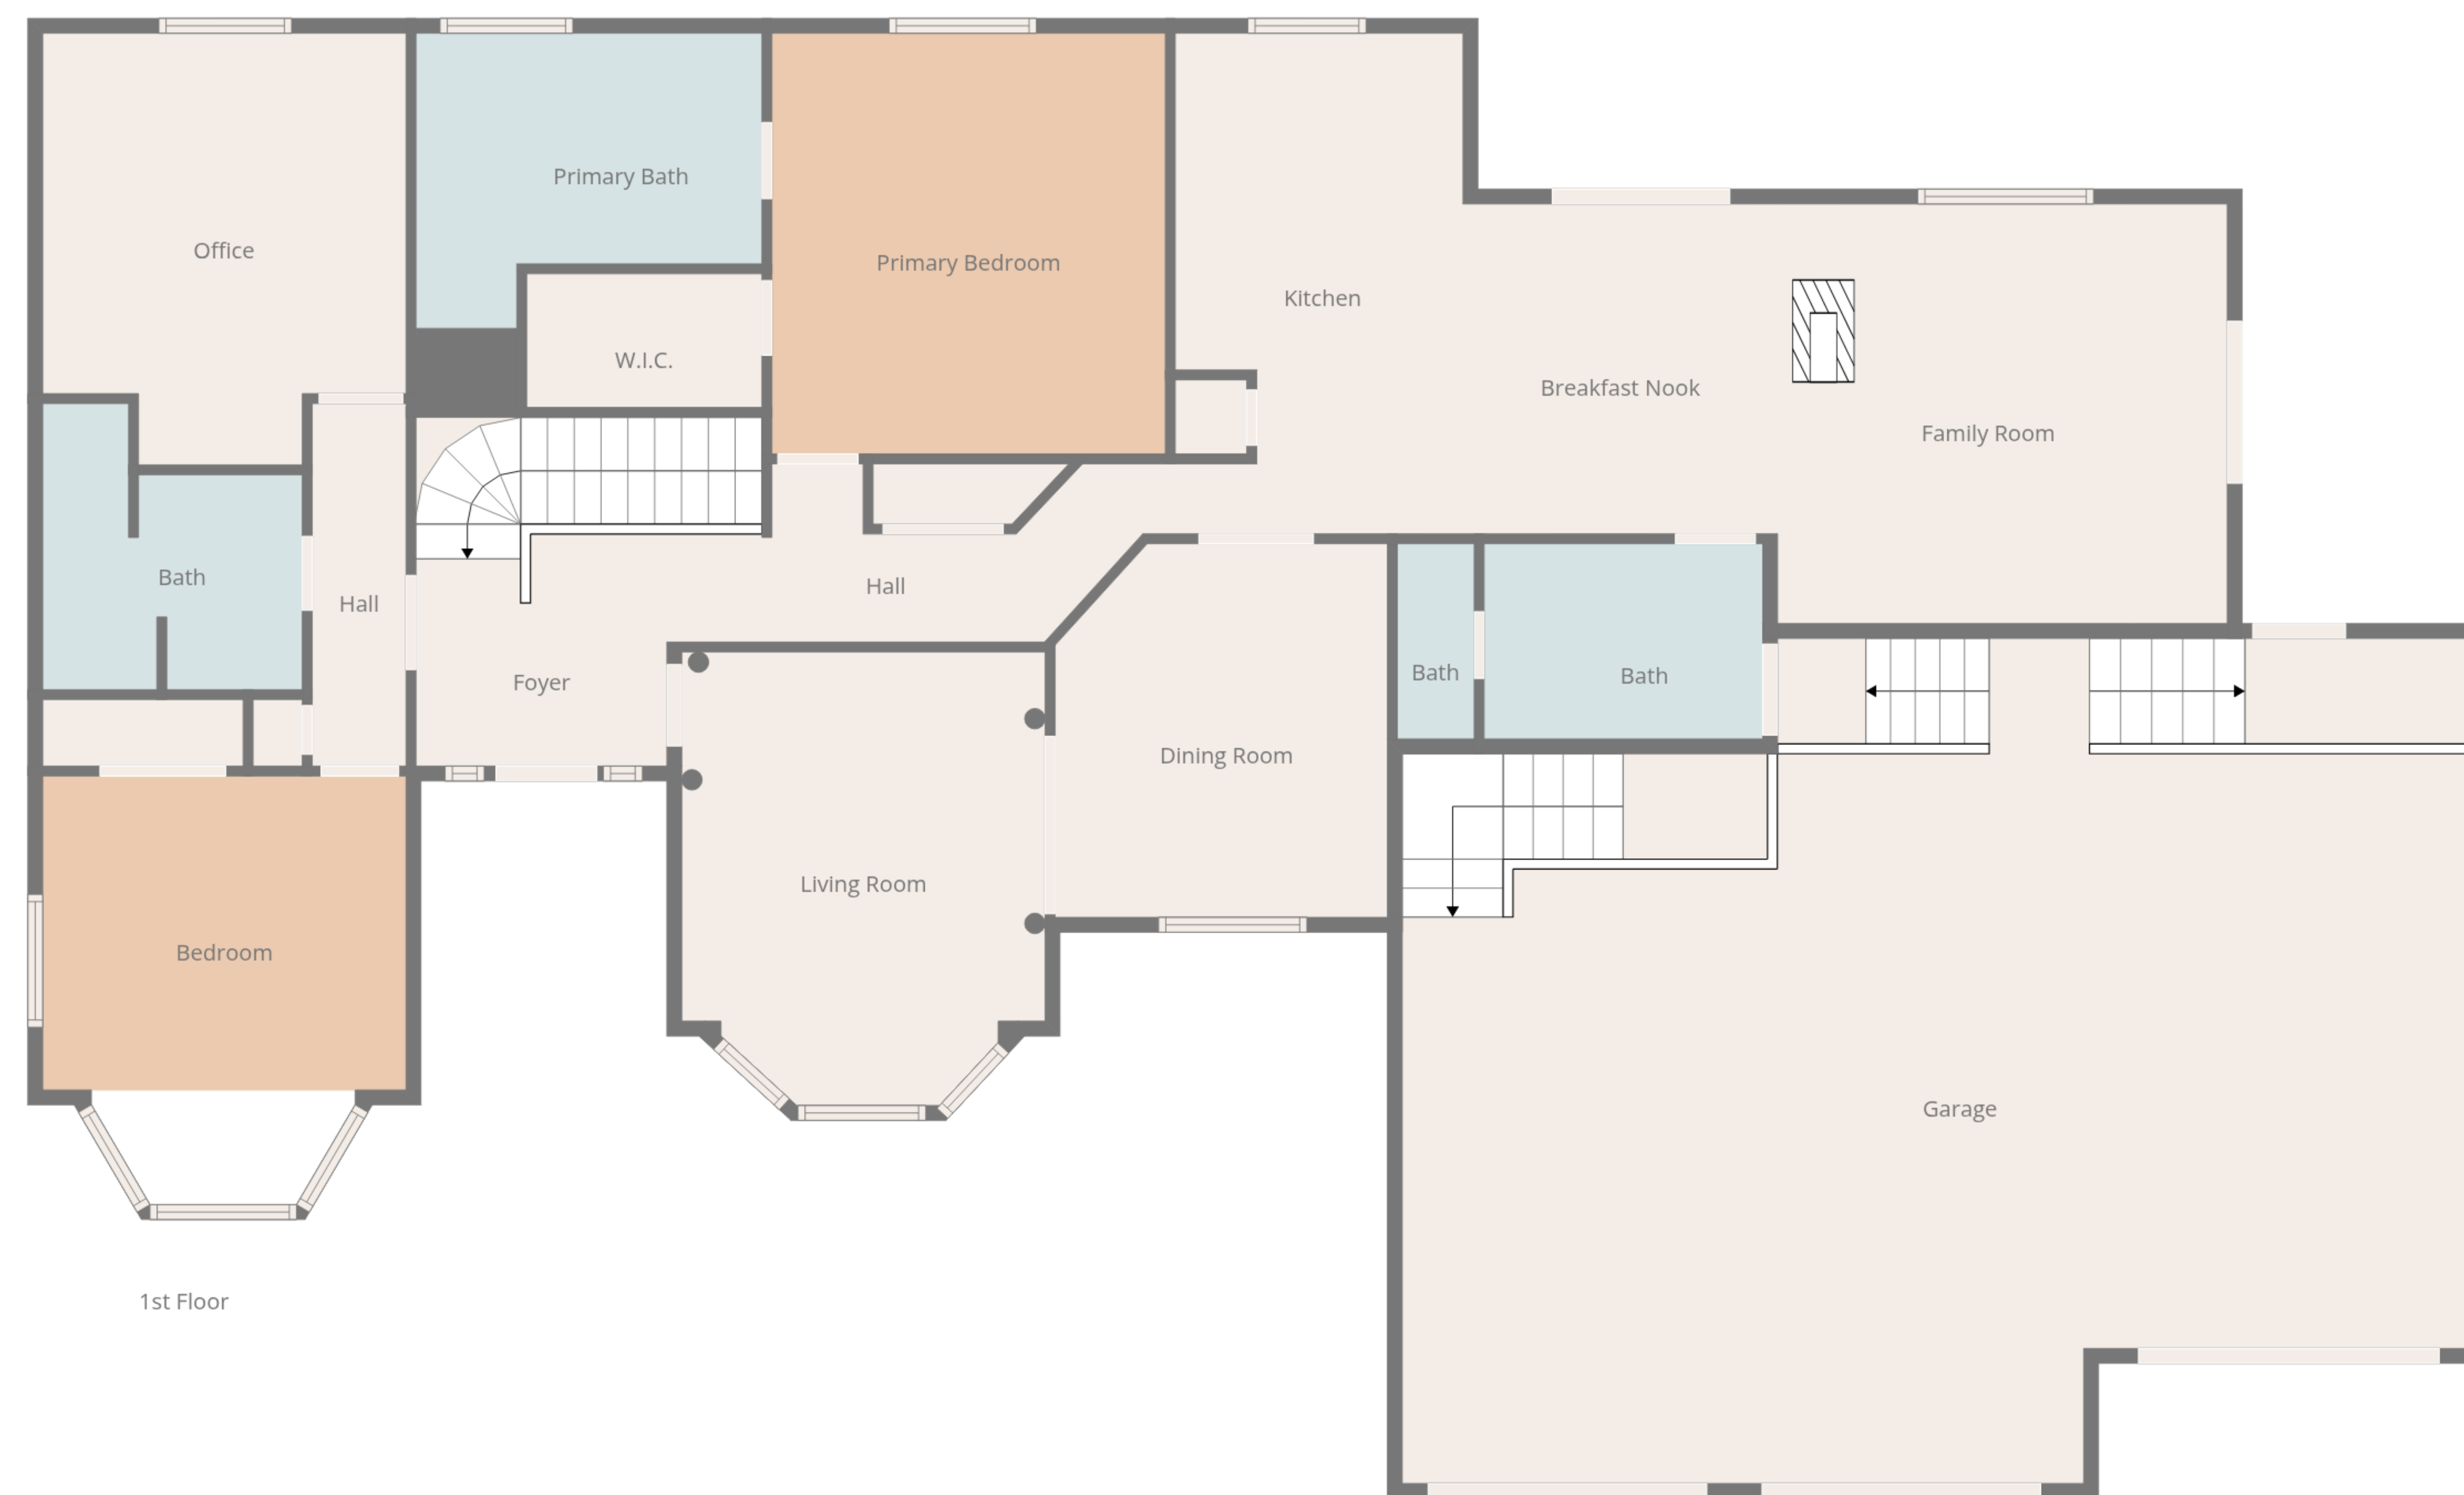 Primary Bath
Office
Primary Bedroom
Kitchen
W.I.C.
Breakfast Nook
Family Room
Bath
Hall
Hall
Foyer
Bath
Bath
Dining Room
Living Room
Bedroom
Garage
1st Floor